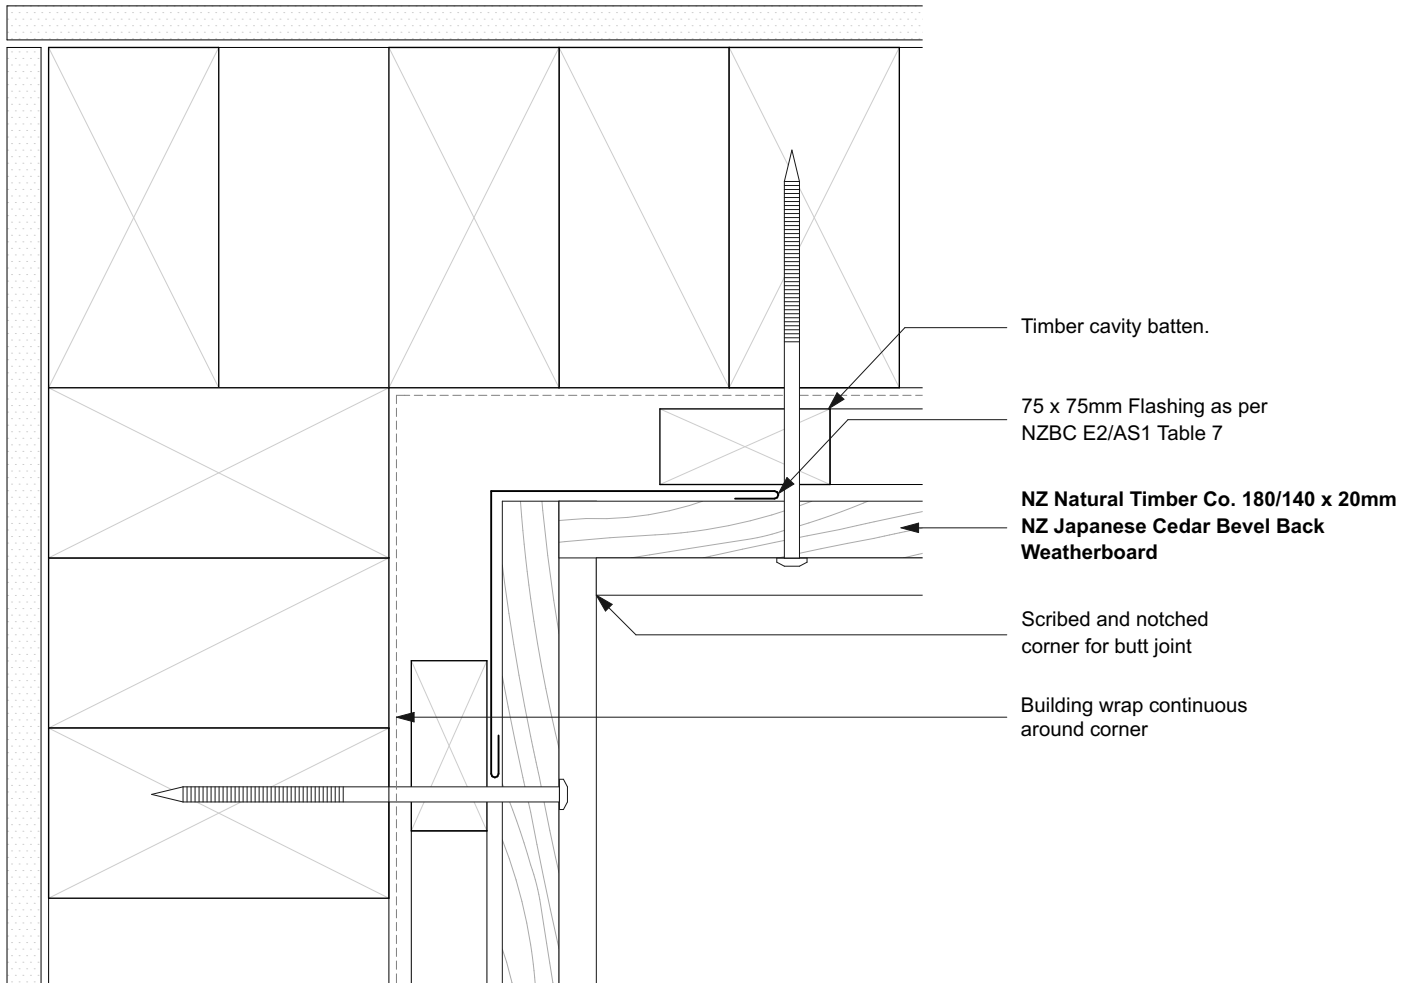 Timber cavity batten.
75 x 75mm Flashing as per
NZBC E2/AS1 Table 7
NZ Natural Timber Co. 180/140 x 20mm
NZ Japanese Cedar Bevel Back
Weatherboard
Scribed and notched
corner for butt joint
Building wrap continuous
around corner